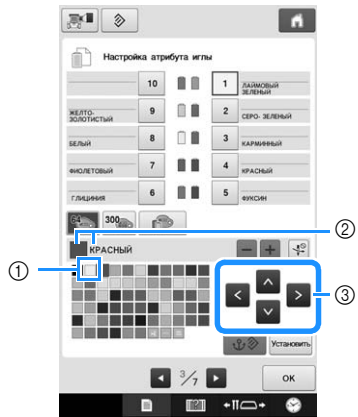 Настройка атрибута иглы
10 1 ЛАЙМОВЫЙ ЗЕЛЕНЫЙ
ЖЕЛТО-ЗОЛОТИСТЫЙ 9 2 СЕРО- ЗЕЛЕНЫЙ
БЕЛЫЙ 8 3 КАРМИННЫЙ
ФИОЛЕТОВЫЙ 7 4 КРАСНЫЙ
ГЛИЦИНИЯ 6 5 ФУКСИН
64 300
КРАСНЫЙ
②
①
③
Установить
3/7 OK